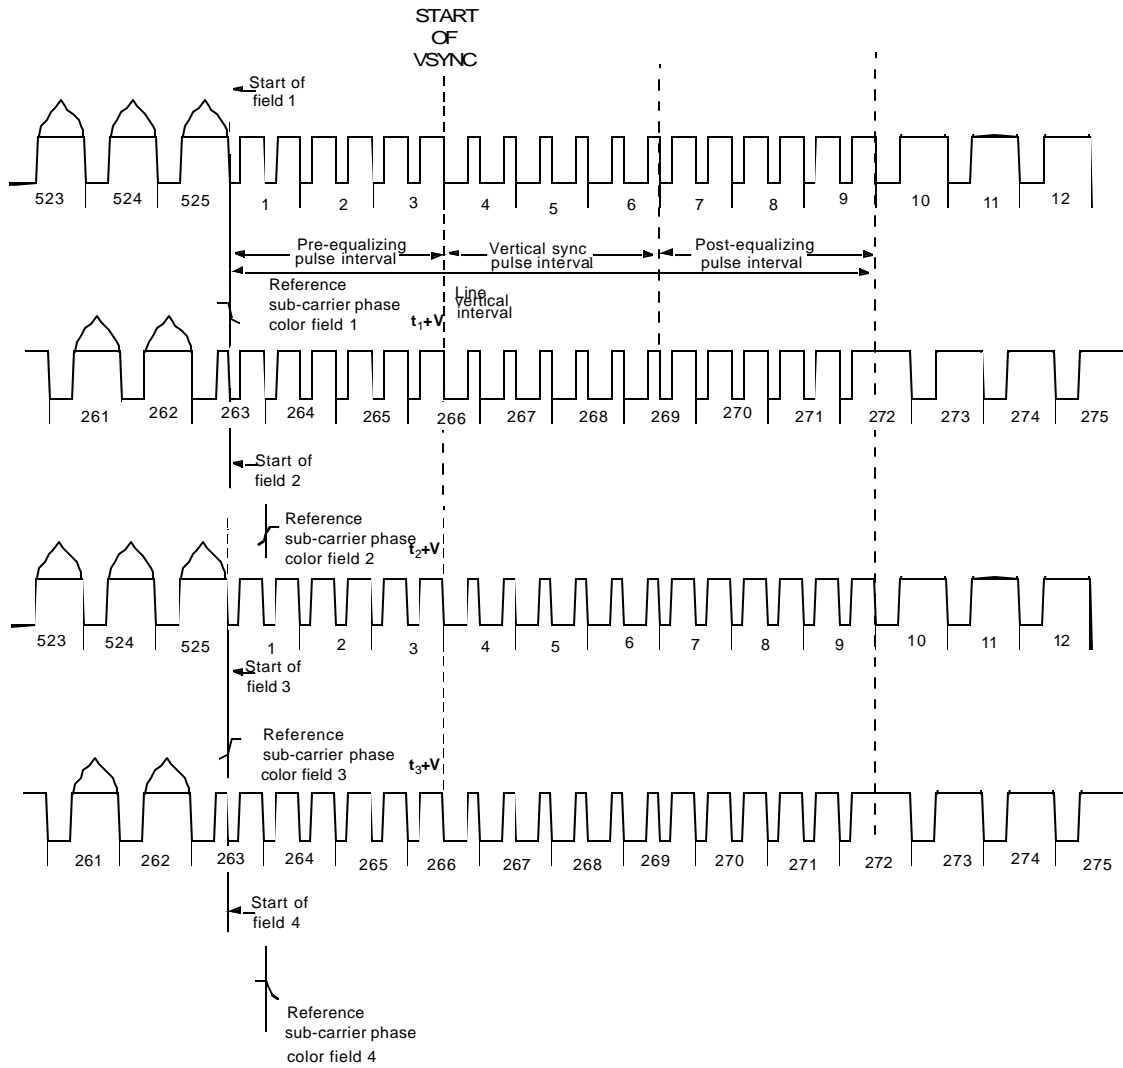 START
OF
VSYNC
Start of
field 1
523 524 525 1 2 3 4 5 6 7 8 9 10 11 12
Pre-equalizing
pulse interval
Vertical sync
pulse interval
Post-equalizing
pulse interval
Reference
sub-carrier phase
color field 1
t1+V
Line
vertical
interval
261 262 263 264 265 266 267 268 269 270 271 272 273 274 275
Start of
field 2
Reference
sub-carrier phase
color field 2
t2+V
523 524 525 1 2 3 4 5 6 7 8 9 10 11 12
Start of
field 3
Reference
sub-carrier phase
color field 3
t3+V
261 262 263 264 265 266 267 268 269 270 271 272 273 274 275
Start of
field 4
Reference
sub-carrier phase
color field 4